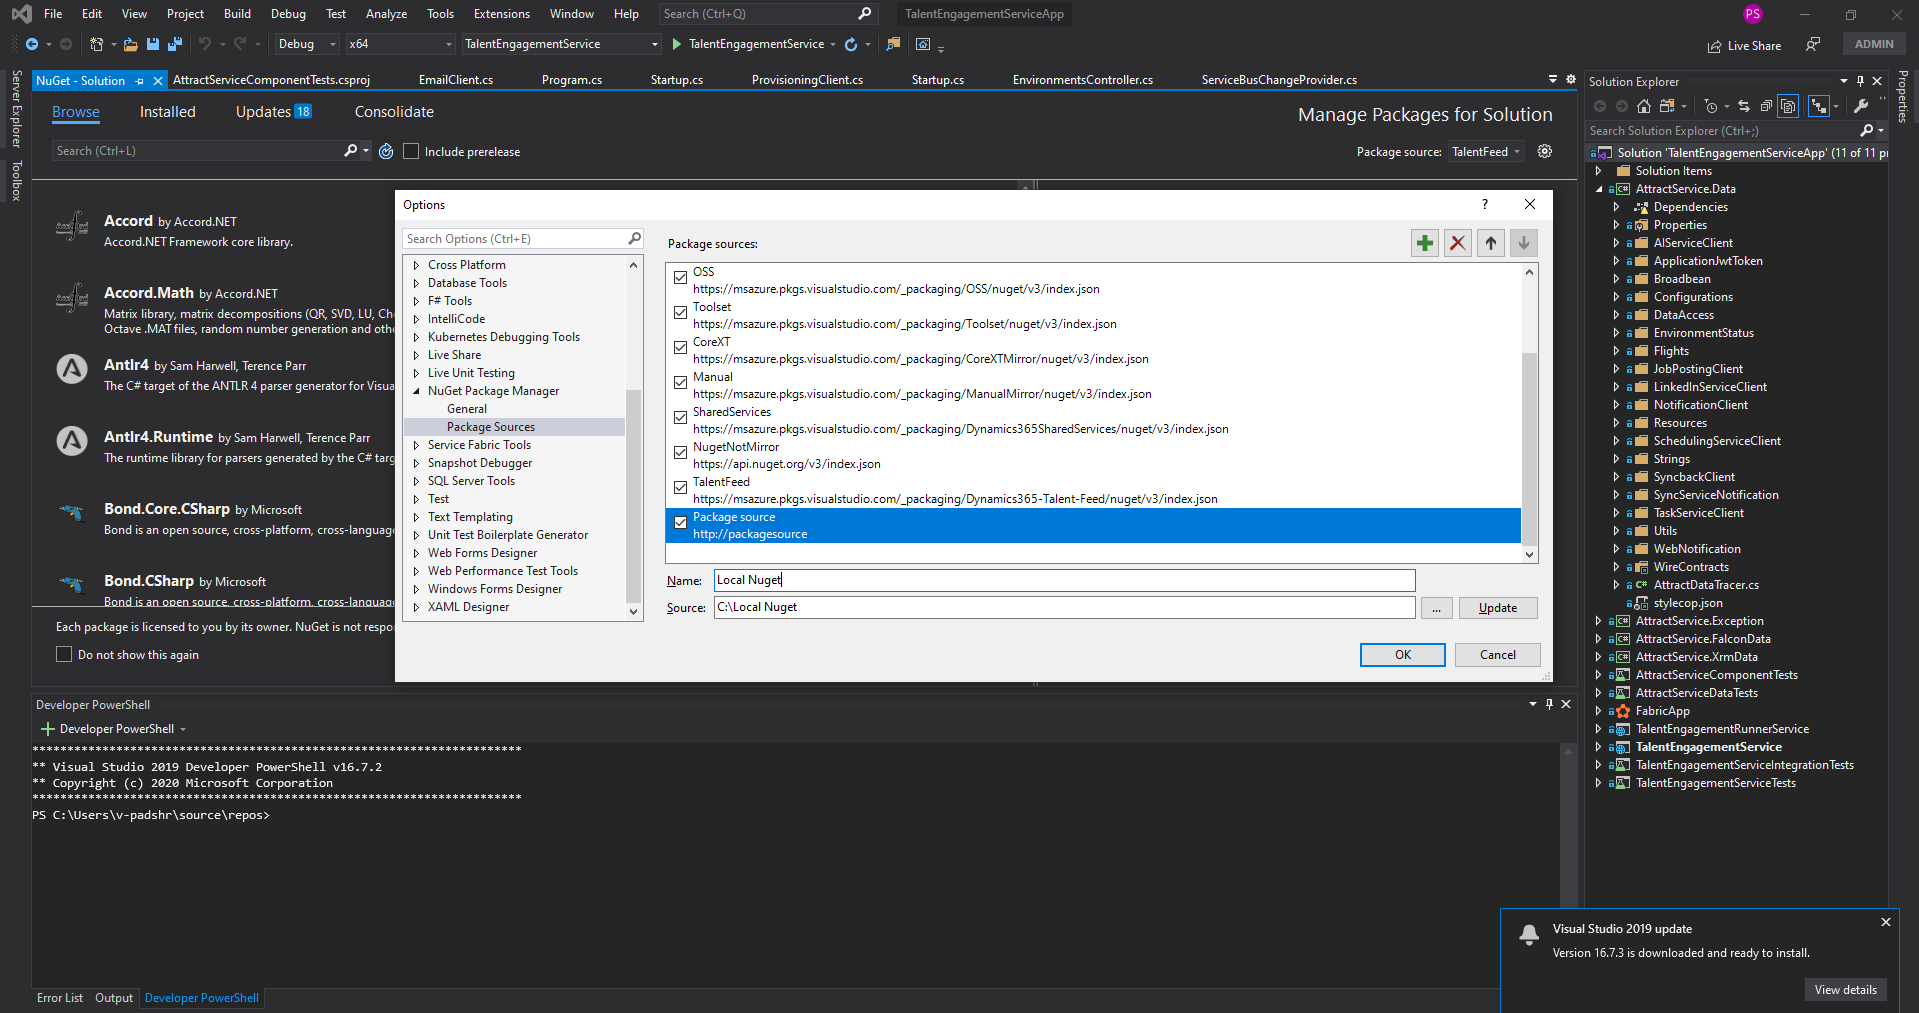 File Edit View Project Build Debug Test Analyze Tools Extensions Window Help Search (Ctrl+Q) TalentEngagementServiceApp PS
Debug x64 TalentEngagementService TalentEngagementService Live Share ADMIN
Server Explorer
Toolbox
NuGet - Solution AttractServiceComponentTests.csproj EmailClient.cs Program.cs Startup.cs ProvisioningClient.cs Startup.cs EnvironmentsController.cs ServiceBusChangeProvider.cs
Browse Installed Updates 18 Consolidate Manage Packages for Solution
Search (Ctrl+L) Include prerelease Package source: TalentFeed
Accord by Accord.NET
Accord.NET Framework core library.
Accord.Math by Accord.NET
Matrix library, matrix decompositions (QR, SVD, LU, Ch
Octave .MAT files, random number generation and othe
Antlr4 by Sam Harwell, Terence Parr
The C# target of the ANTLR 4 parser generator for Visua
Antlr4.Runtime by Sam Harwell, Terence Parr
The runtime library for parsers generated by the C# targ
Bond.Core.CSharp by Microsoft
Bond is an open source, cross-platform, cross-language
Bond.CSharp by Microsoft
Bond is an open source, cross-platform, cross-language
Each package is licensed to you by its owner. NuGet is not respo
Do not show this again
Options ?
Search Options (Ctrl+E)
Cross Platform
Database Tools
F# Tools
IntelliCode
Kubernetes Debugging Tools
Live Share
Live Unit Testing
NuGet Package Manager
General
Package Sources
Service Fabric Tools
Snapshot Debugger
SQL Server Tools
Test
Text Templating
Unit Test Boilerplate Generator
Web Forms Designer
Web Performance Test Tools
Windows Forms Designer
XAML Designer
Package sources:
OSS
https://msazure.pkgs.visualstudio.com/_packaging/OSS/nuget/v3/index.json
Toolset
https://msazure.pkgs.visualstudio.com/_packaging/Toolset/nuget/v3/index.json
CoreXT
https://msazure.pkgs.visualstudio.com/_packaging/CoreXTMirror/nuget/v3/index.json
Manual
https://msazure.pkgs.visualstudio.com/_packaging/ManualMirror/nuget/v3/index.json
SharedServices
https://msazure.pkgs.visualstudio.com/_packaging/Dynamics365SharedServices/nuget/v3/index.json
NugetNotMirror
https://api.nuget.org/v3/index.json
TalentFeed
https://msazure.pkgs.visualstudio.com/_packaging/Dynamics365-Talent-Feed/nuget/v3/index.json
Package source
http://packagesource
Name: Local Nuget
Source: C:\Local Nuget ... Update
OK Cancel
Developer PowerShell
Developer PowerShell
**********************************************************************
** Visual Studio 2019 Developer PowerShell v16.7.2
** Copyright (c) 2020 Microsoft Corporation
**********************************************************************
PS C:\Users\v-padshr\source\repos>
Error List Output Developer PowerShell
Solution Explorer
Search Solution Explorer (Ctrl+;)
Solution 'TalentEngagementServiceApp' (11 of 11 pr
Solution Items
AttractService.Data
Dependencies
Properties
AIServiceClient
ApplicationJwtToken
Broadbean
Configurations
DataAccess
EnvironmentStatus
Flights
JobPostingClient
LinkedInServiceClient
NotificationClient
Resources
SchedulingServiceClient
Strings
SyncbackClient
SyncServiceNotification
TaskServiceClient
Utils
WebNotification
WireContracts
AttractDataTracer.cs
stylecop.json
AttractService.Exception
AttractService.FalconData
AttractService.XrmData
AttractServiceComponentTests
AttractServiceDataTests
FabricApp
TalentEngagementRunnerService
TalentEngagementService
TalentEngagementServiceIntegrationTests
TalentEngagementServiceTests
Properties
Visual Studio 2019 update
Version 16.7.3 is downloaded and ready to install.
View details